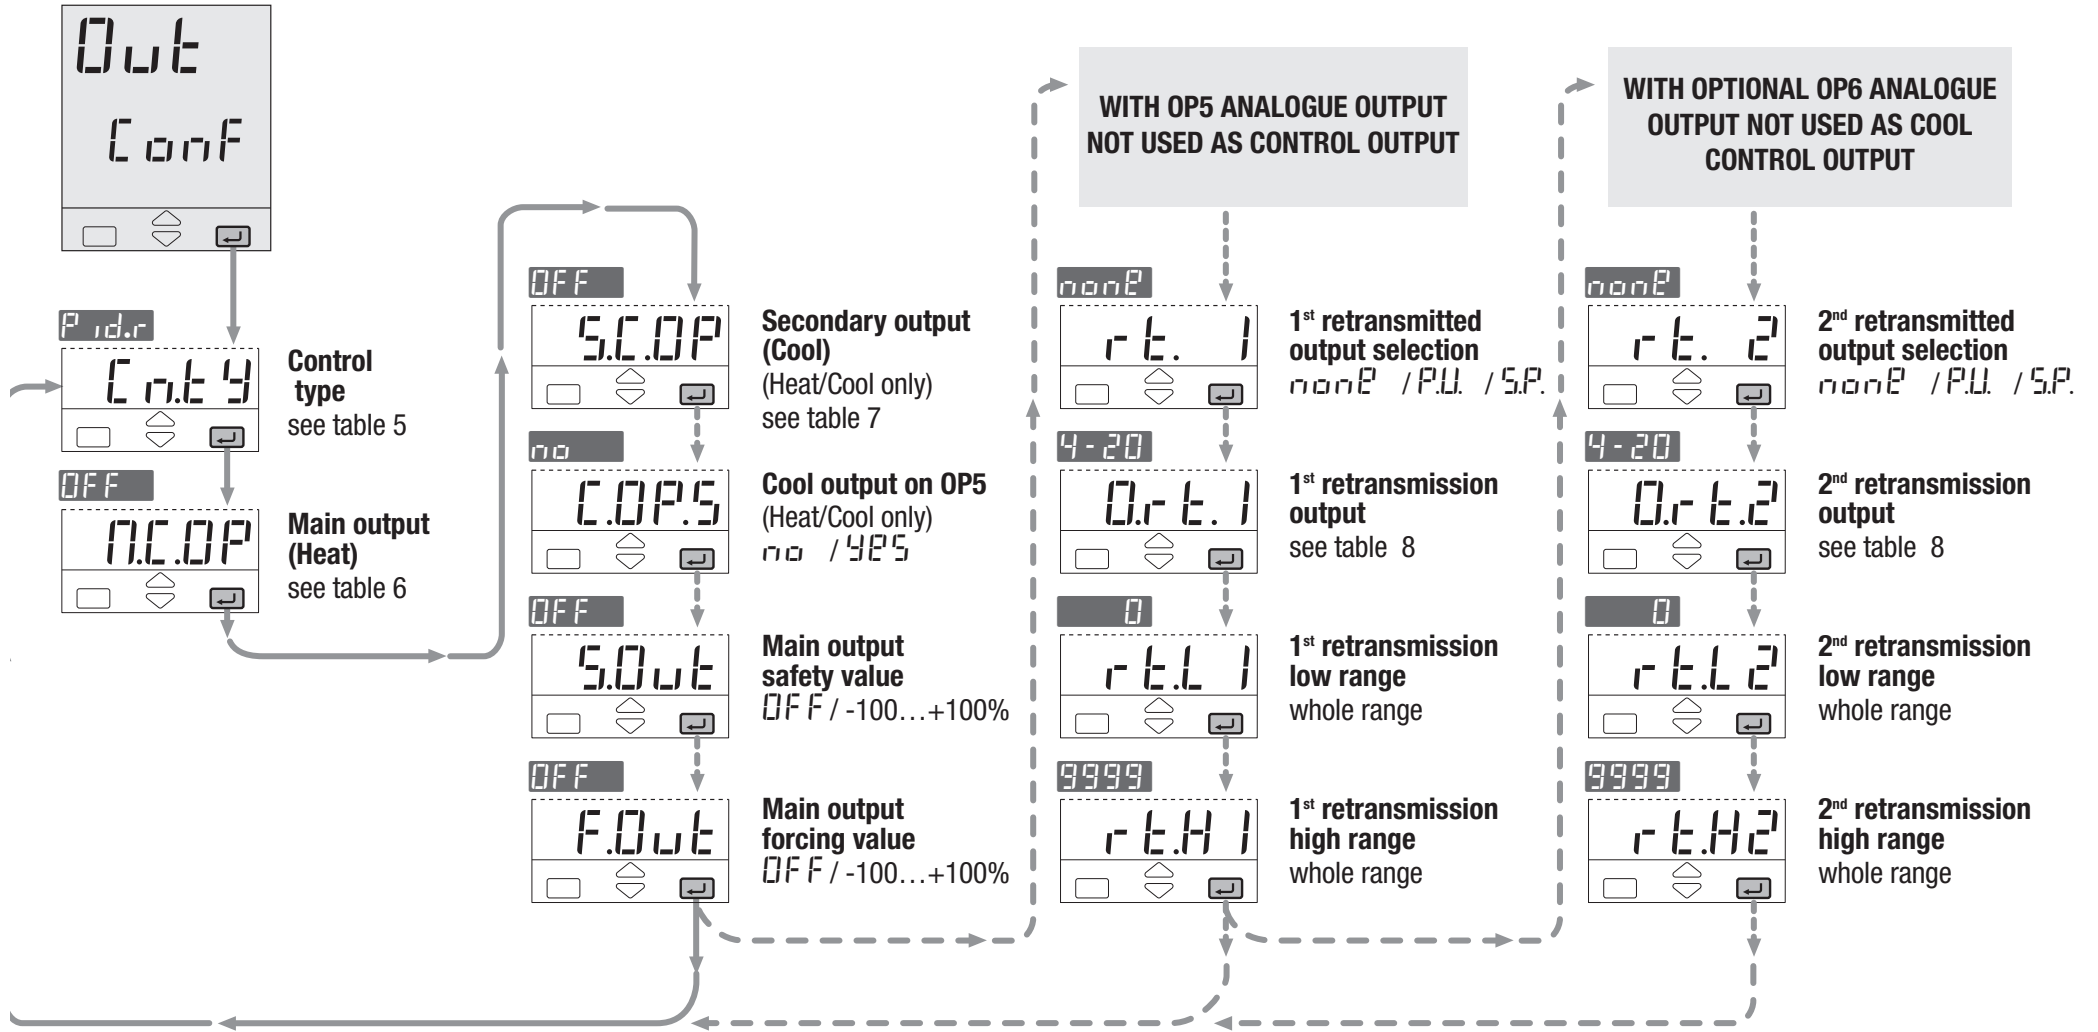 Out
ConF
Pid.r
Cn.tY
Control
type
see table 5
OFF
M.C.OP
Main output
(Heat)
see table 6
OFF
S.C.OP
Secondary output
(Cool)
(Heat/Cool only)
see table 7
no
C.OP.5
Cool output on OP5
(Heat/Cool only)
no / YES
OFF
S.Out
Main output
safety value
OFF / -100…+100%
OFF
F.Out
Main output
forcing value
OFF / -100…+100%
WITH OP5 ANALOGUE OUTPUT
NOT USED AS CONTROL OUTPUT
nonE
rt. 1
1st retransmitted
output selection
nonE / P.U. / S.P.
4-20
O.rt.1
1st retransmission
output
see table 8
0
rt.L 1
1st retransmission
low range
whole range
9999
rt.H 1
1st retransmission
high range
whole range
WITH OPTIONAL OP6 ANALOGUE
OUTPUT NOT USED AS COOL
CONTROL OUTPUT
nonE
rt. 2
2nd retransmitted
output selection
nonE / P.U. / S.P.
4-20
O.rt.2
2nd retransmission
output
see table 8
0
rt.L 2
2nd retransmission
low range
whole range
9999
rt.H2
2nd retransmission
high range
whole range